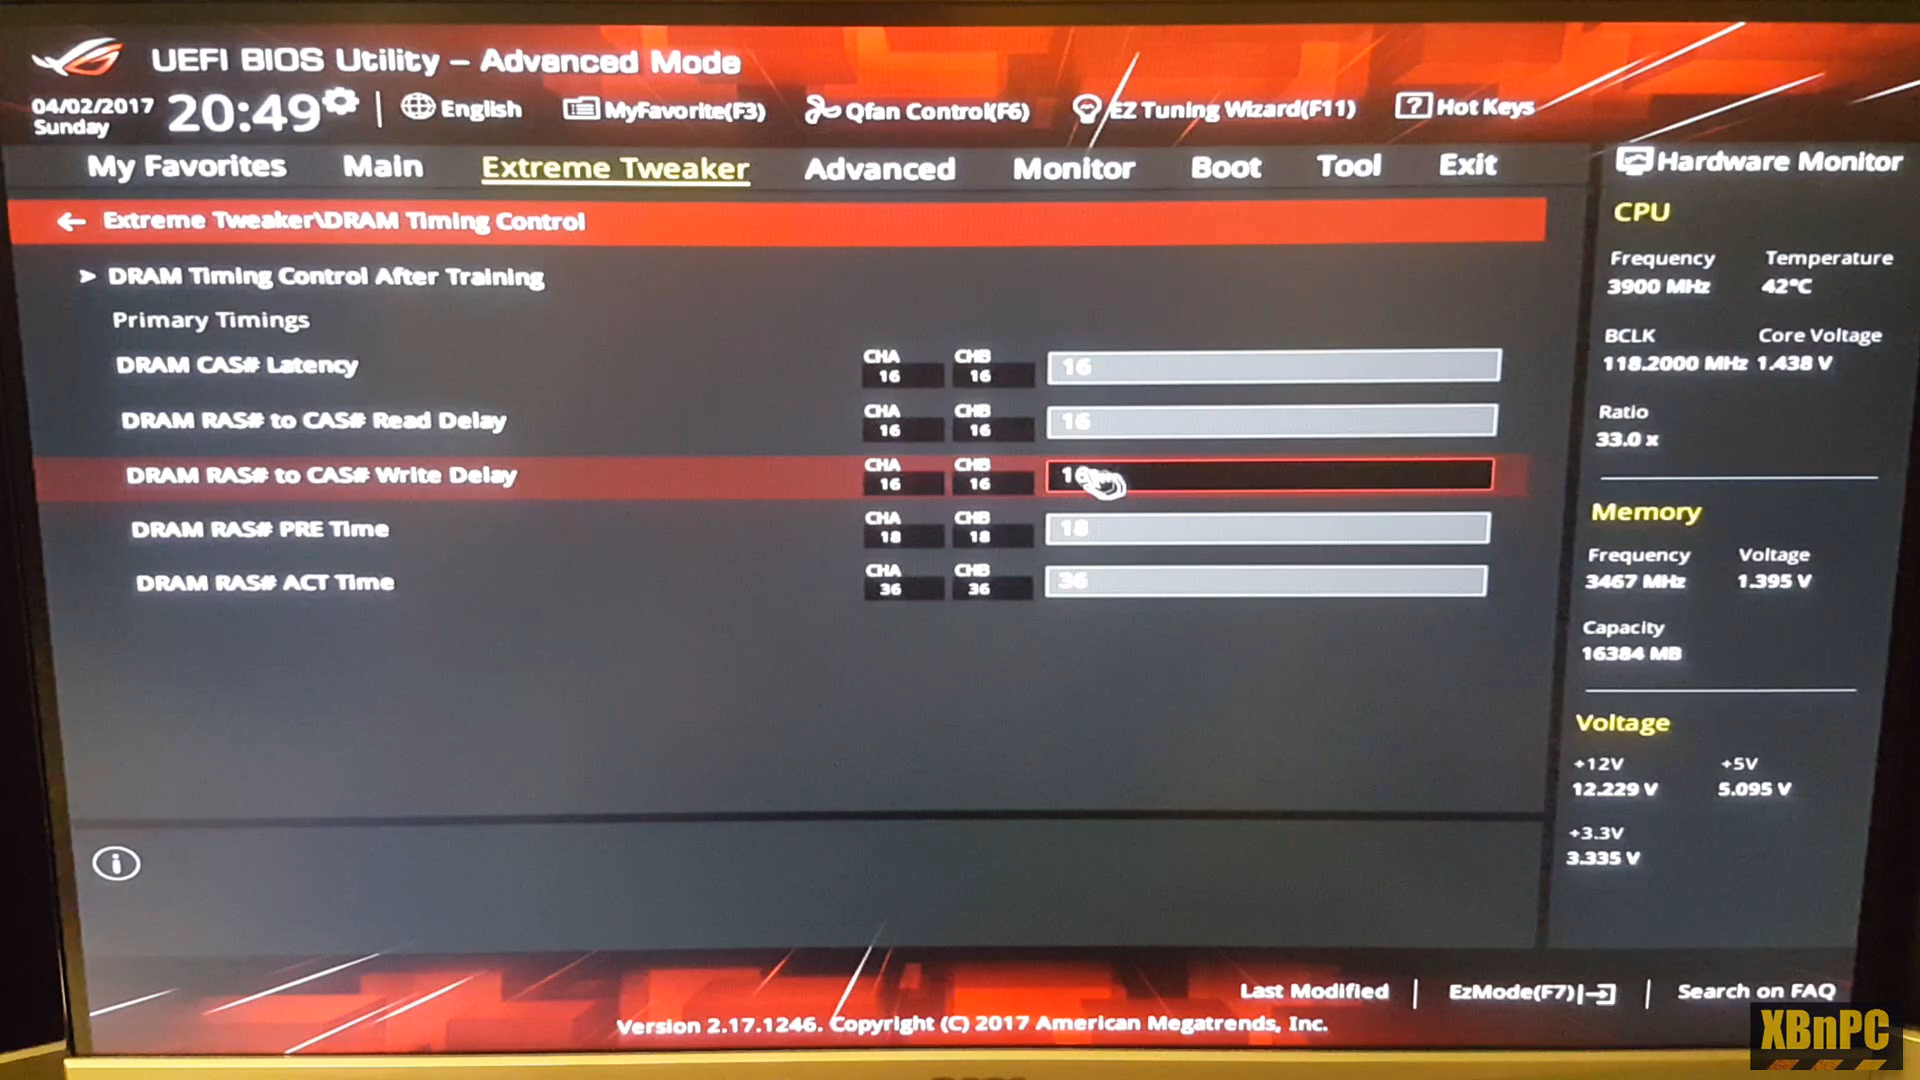 UEFI BIOS Utility – Advanced Mode
04/02/2017
Sunday
20:49
English
MyFavorite(F3)
Qfan Control(F6)
EZ Tuning Wizard(F11)
? Hot Keys
My Favorites Main Extreme Tweaker Advanced Monitor Boot Tool Exit
← Extreme Tweaker\DRAM Timing Control
> DRAM Timing Control After Training
Primary Timings
DRAM CAS# Latency CHA 16 CHB 16 16
DRAM RAS# to CAS# Read Delay CHA 16 CHB 16 16
DRAM RAS# to CAS# Write Delay CHA 16 CHB 16 16
DRAM RAS# PRE Time CHA 18 CHB 18 18
DRAM RAS# ACT Time CHA 36 CHB 36 36
Hardware Monitor
CPU
Frequency Temperature
3900 MHz 42°C
BCLK Core Voltage
118.2000 MHz 1.438 V
Ratio
33.0 x
Memory
Frequency Voltage
3467 MHz 1.395 V
Capacity
16384 MB
Voltage
+12V +5V
12.229 V 5.095 V
+3.3V
3.335 V
Last Modified | EzMode(F7) | Search on FAQ
Version 2.17.1246. Copyright (C) 2017 American Megatrends, Inc.
XBnPC